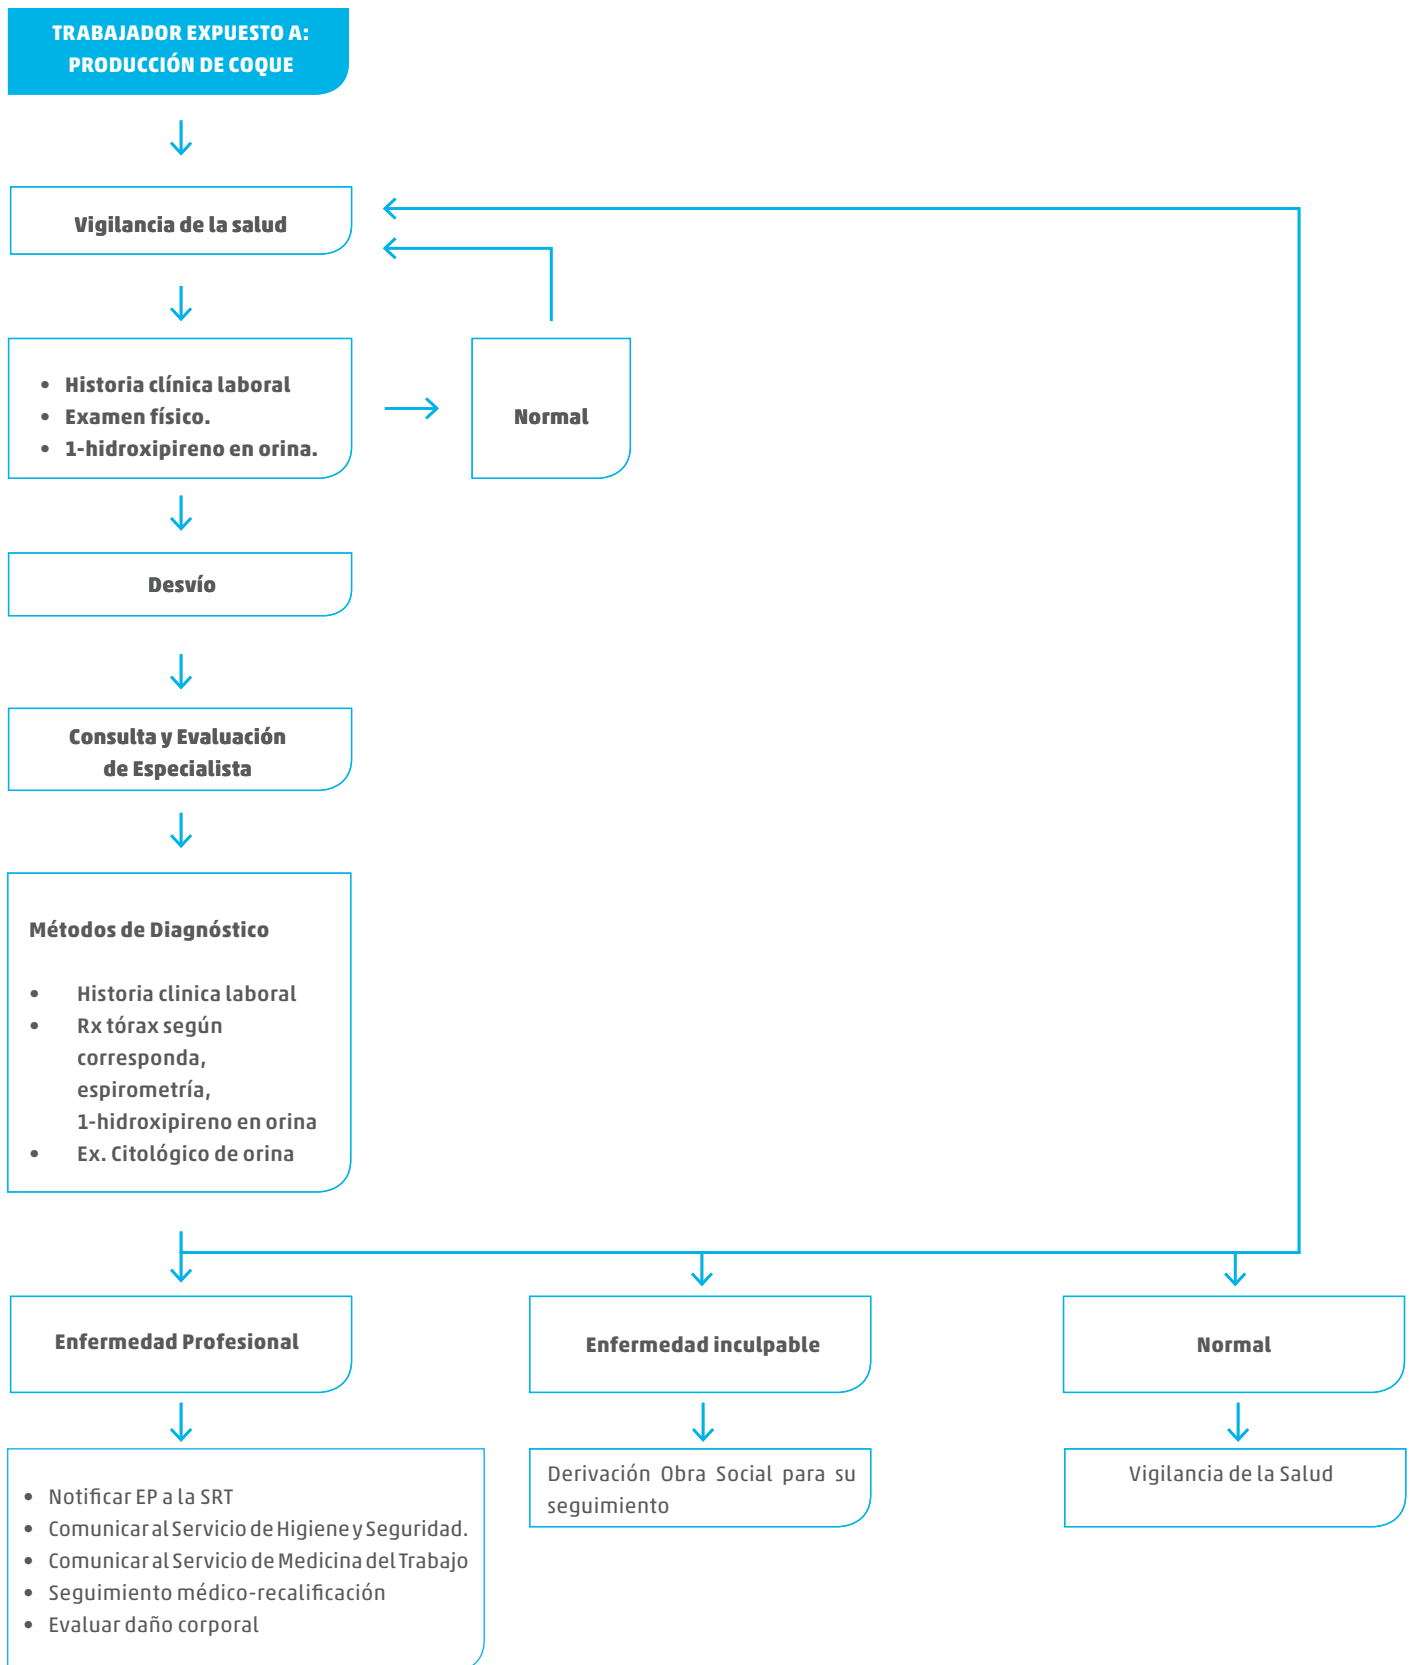 TRABAJADOR EXPUESTO A:
PRODUCCIÓN DE COQUE
Vigilancia de la salud
• Historia clínica laboral
• Examen físico.
• 1-hidroxipireno en orina.
Normal
Desvío
Consulta y Evaluación
de Especialista
Métodos de Diagnóstico
• Historia clinica laboral
• Rx tórax según
corresponda,
espirometría,
1-hidroxipireno en orina
• Ex. Citológico de orina
Enfermedad Profesional
Enfermedad inculpable
Normal
• Notificar EP a la SRT
• Comunicar al Servicio de Higiene y Seguridad.
• Comunicar al Servicio de Medicina del Trabajo
• Seguimiento médico-recalificación
• Evaluar daño corporal
Derivación Obra Social para su
seguimiento
Vigilancia de la Salud